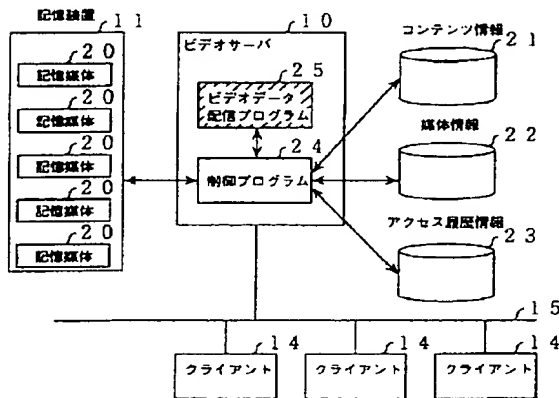 記憶装置 11
20
記憶媒体
20
記憶媒体
20
記憶媒体
20
記憶媒体
20
記憶媒体
10
ビデオサーバ
25
ビデオデータ
配信プログラム
24
制御プログラム
コンテンツ情報
21
媒体情報
22
アクセス履歴情報
23
15
14
クライアント
14
クライアント
14
クライアント